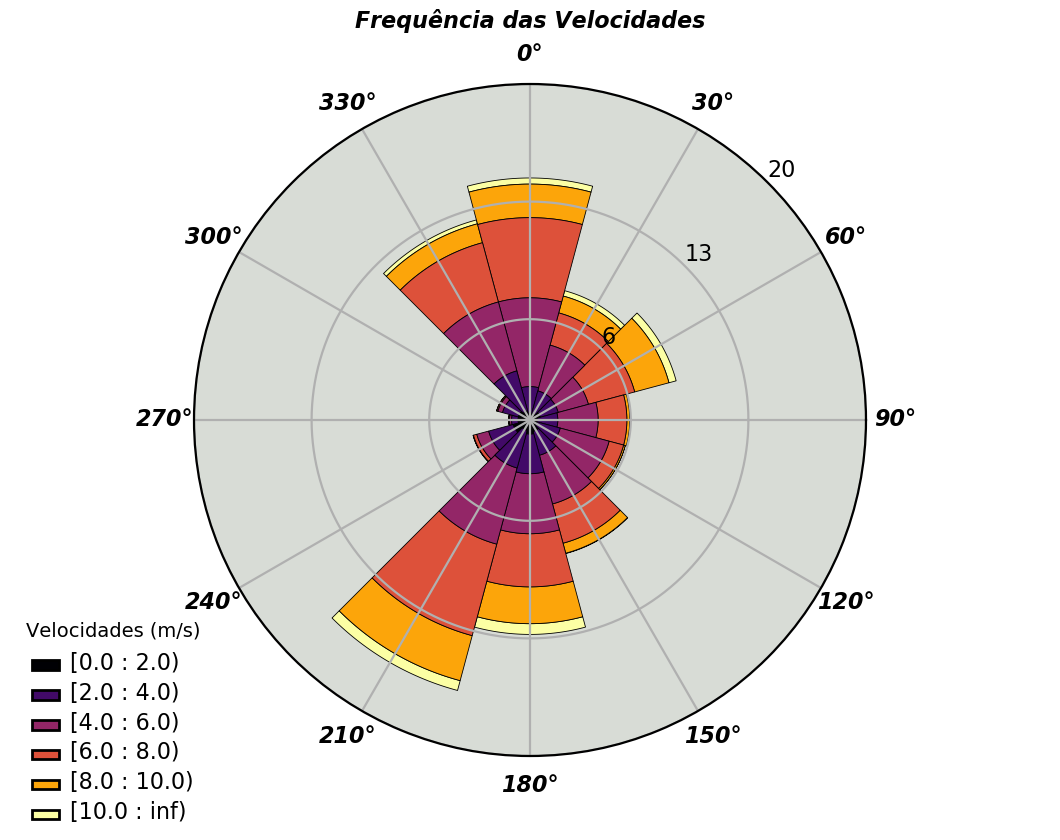 Frequência das Velocidades
0°
330°
30°
20
300°
60°
13
6
270°
90°
240°
120°
210°
150°
180°
Velocidades (m/s)
[0.0 : 2.0)
[2.0 : 4.0)
[4.0 : 6.0)
[6.0 : 8.0)
[8.0 : 10.0)
[10.0 : inf)